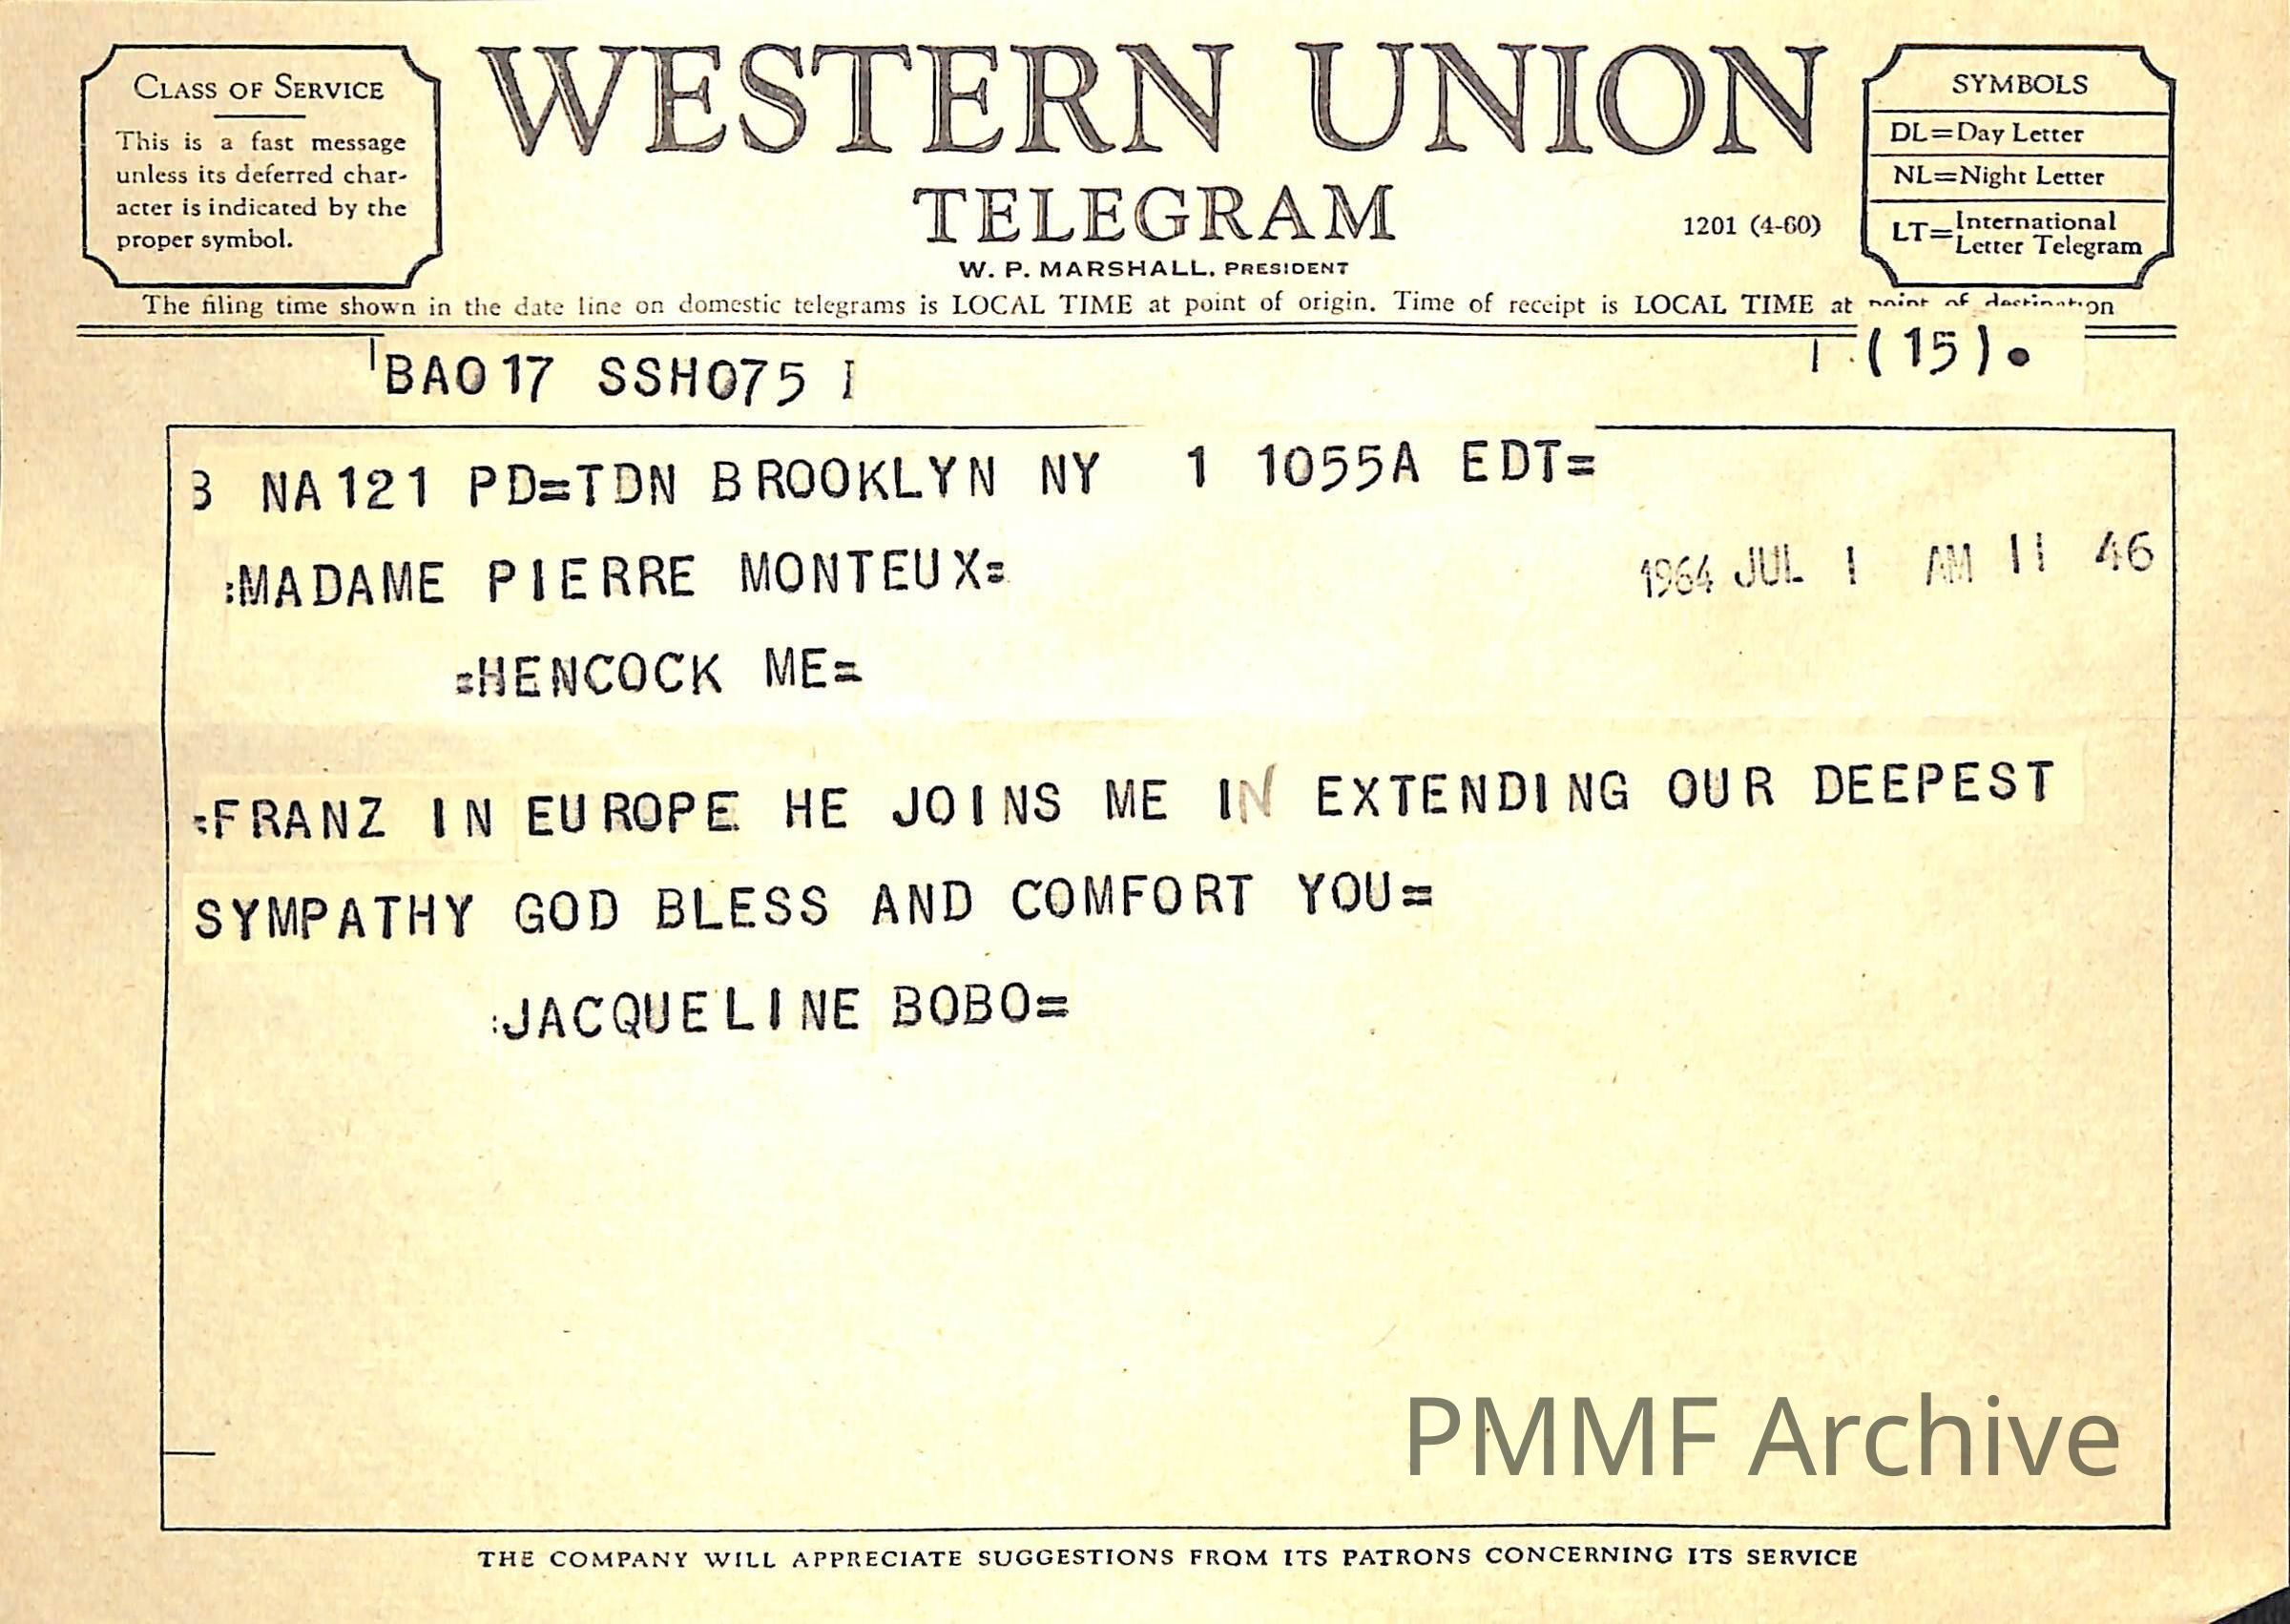 CLASS OF SERVICE
This is a fast message
unless its deferred char-
acter is indicated by the
proper symbol.
WESTERN UNION
TELEGRAM
W. P. MARSHALL, PRESIDENT
1201 (4-60)
SYMBOLS
DL=Day Letter
NL=Night Letter
LT=International Letter Telegram
The filing time shown in the date line on domestic telegrams is LOCAL TIME at point of origin. Time of receipt is LOCAL TIME at point of destination
BA017 SSH075 (15).
B NA121 PD=TDN BROOKLYN NY 1 1055A EDT=
:MADAME PIERRE MONTEUX=
1964 JUL 1 AM 11 46
=HENCOCK ME=
:FRANZ IN EUROPE HE JOINS ME IN EXTENDING OUR DEEPEST
SYMPATHY GOD BLESS AND COMFORT YOU=
:JACQUELINE BOBO=
PMMF Archive
THE COMPANY WILL APPRECIATE SUGGESTIONS FROM ITS PATRONS CONCERNING ITS SERVICE